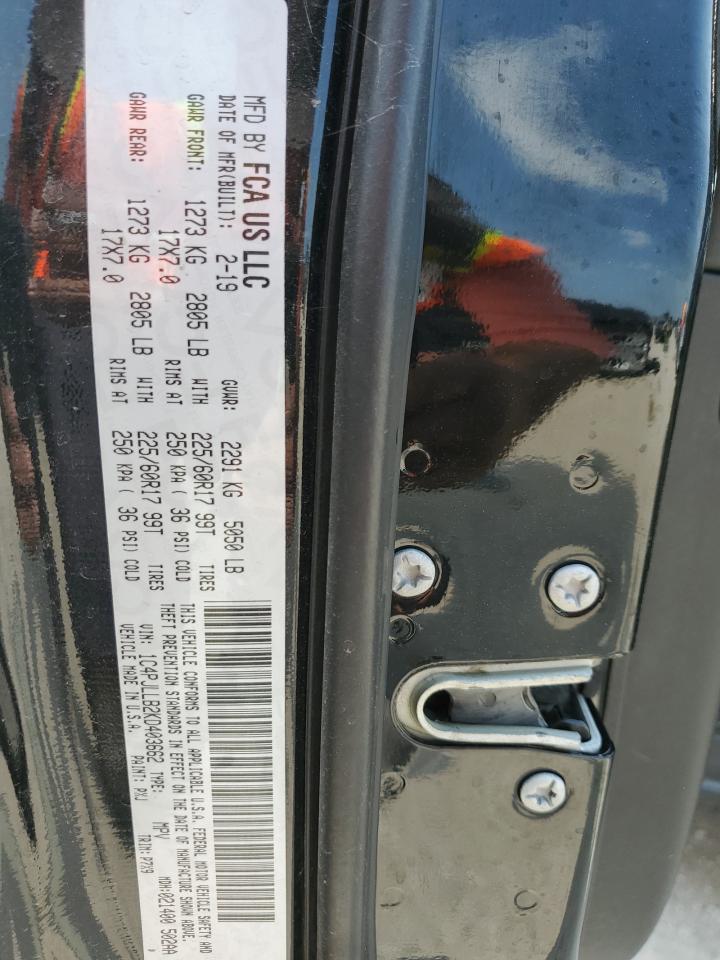 MFD BY FCA US LLC
DATE OF MFR(BUILT): 2-19 GVWR: 2291 KG 5050 LB
GAWR FRONT: 1273 KG 2805 LB WITH 225/60R17 99T TIRES
17X7.0 RIMS AT 250 KPA ( 36 PSI) COLD
GAWR REAR: 1273 KG 2805 LB WITH 225/60R17 99T TIRES
17X7.0 RIMS AT 250 KPA ( 36 PSI) COLD
THIS VEHICLE CONFORMS TO ALL APPLICABLE U.S.A. FEDERAL MOTOR VEHICLE SAFETY AND
THEFT PREVENTION STANDARDS IN EFFECT ON THE DATE OF MANUFACTURE SHOWN ABOVE.
VIN: 1C4PJLLB2KD403662 TYPE: MPV MDH:021400 502AA
VEHICLE MADE IN U.S.A. PAINT: PXJ TRIM: P7X9